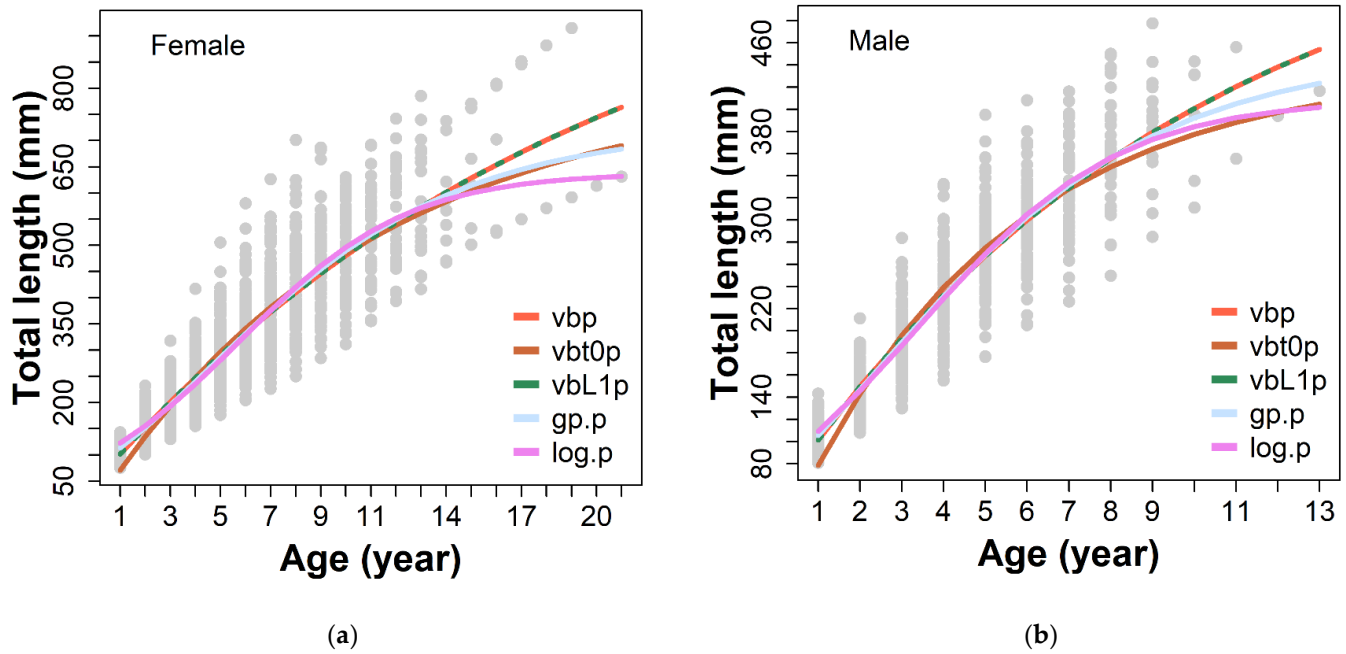 Female
Total length (mm)
800
650
500
350
200
50
vbp
vbt0p
vbL1p
gp.p
log.p
1 3 5 7 9 11 14 17 20
Age (year)
(a)
Male
Total length (mm)
460
380
300
220
140
80
vbp
vbt0p
vbL1p
gp.p
log.p
1 2 3 4 5 6 7 8 9 11 13
Age (year)
(b)